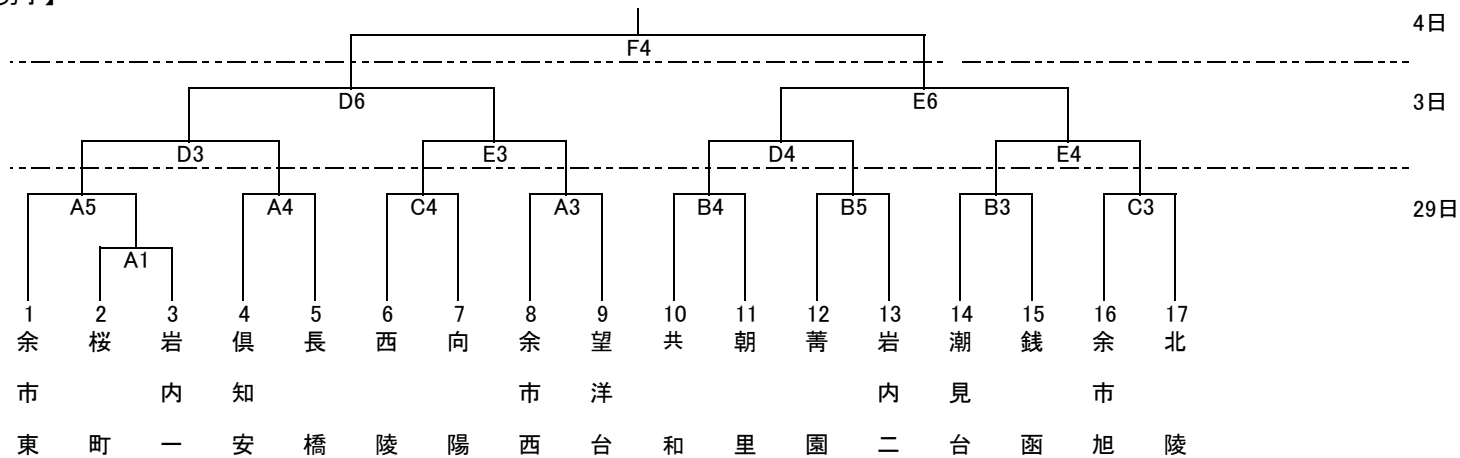 4日
F4
D6
E6
3日
D3
E3
D4
E4
A5
A4
C4
A3
B4
B5
B3
C3
29日
A1
1 2 3 4 5 6 7 8 9 10 11 12 13 14 15 16 17
余市東
桜町
岩内一
倶知安
長橋
西陵
向陽
余市西
望洋台
共和
朝里
菁園
岩内二
潮見台
銭函
余市旭
北陵